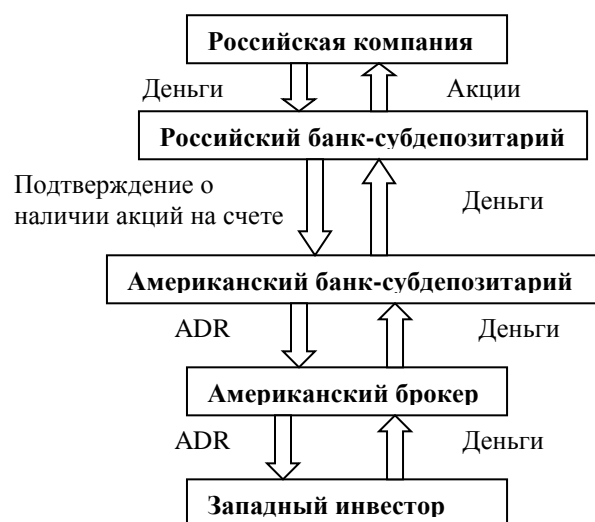 Российская компания
Деньги Акции
Российский банк-субдепозитарий
Подтверждение о
наличии акций на счете
Деньги
Американский банк-субдепозитарий
ADR Деньги
Американский брокер
ADR Деньги
Западный инвестор